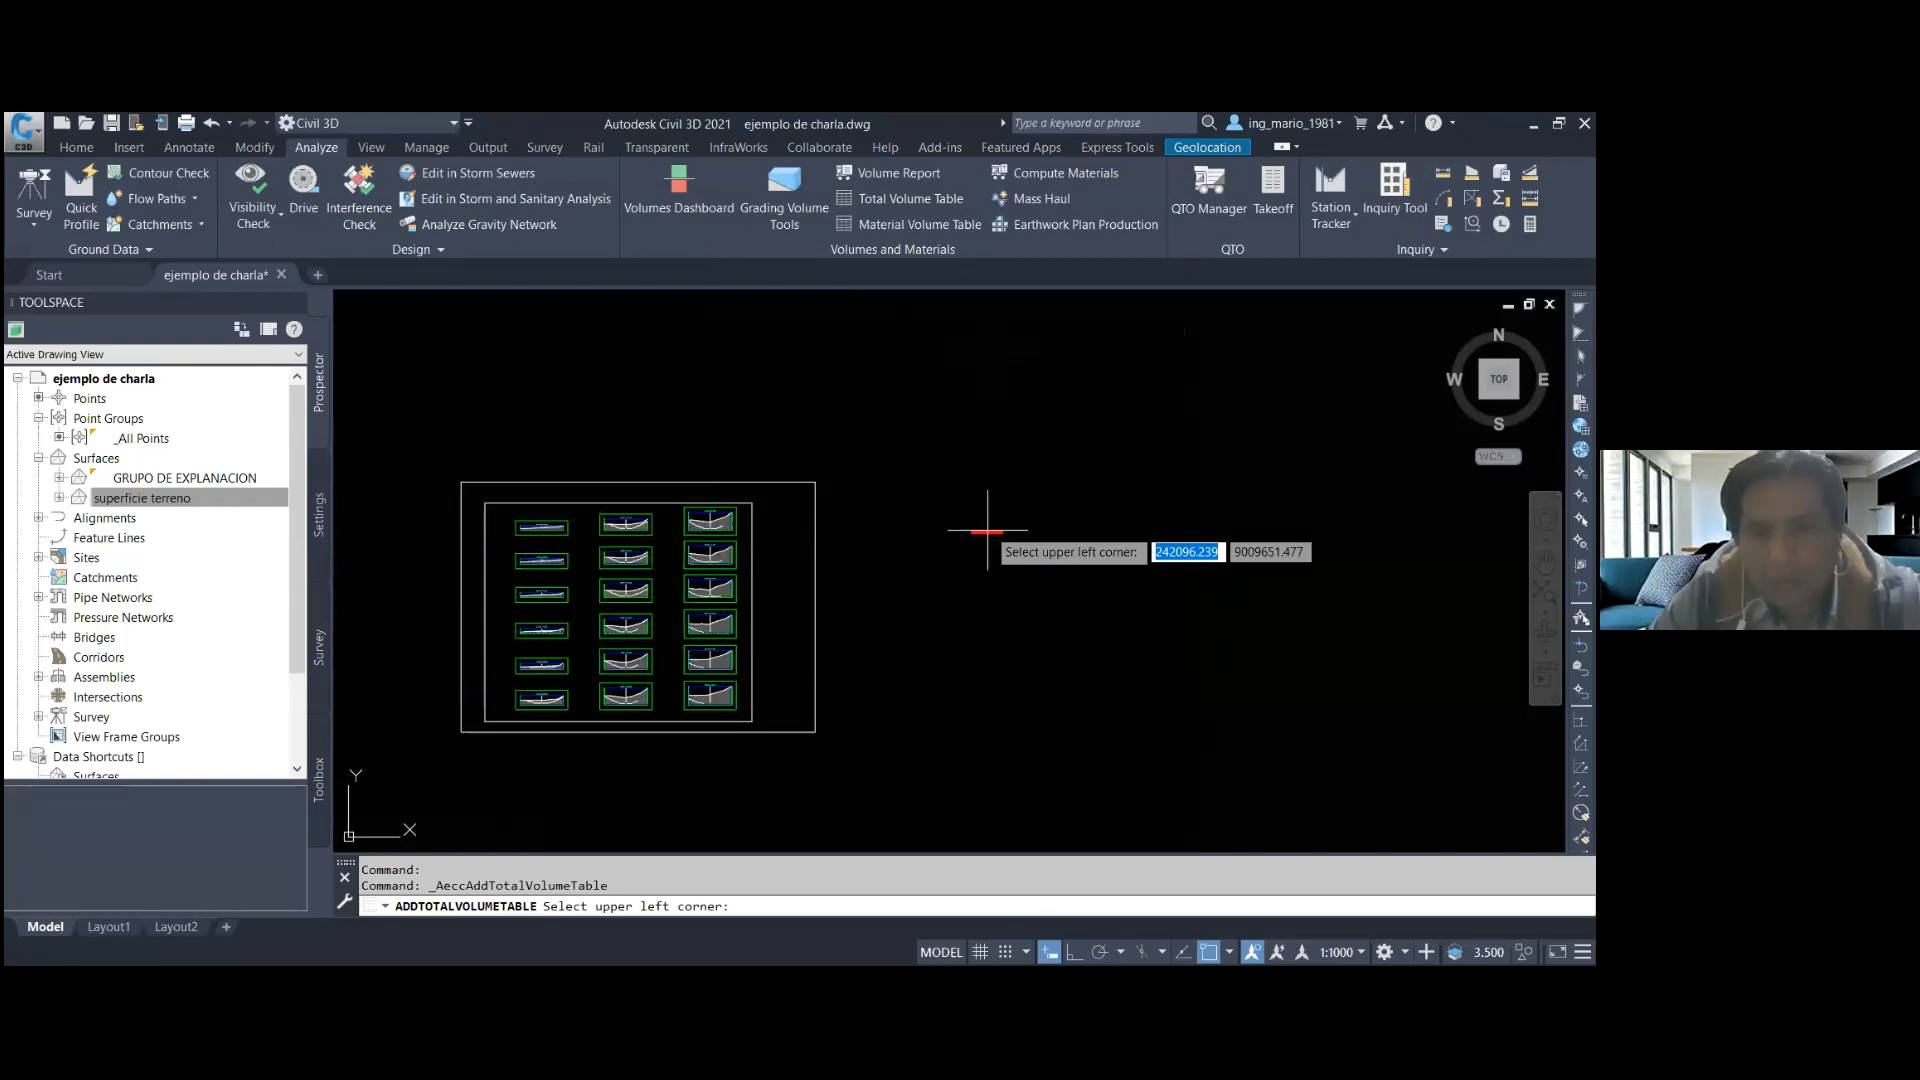 C3D
Civil 3D
Autodesk Civil 3D 2021 ejemplo de charla.dwg
Type a keyword or phrase
ing_mario_1981
Home Insert Annotate Modify Analyze View Manage Output Survey Rail Transparent InfraWorks Collaborate Help Add-ins Featured Apps Express Tools Geolocation
Survey
Quick Profile
Contour Check
Flow Paths
Catchments
Ground Data
Visibility Check
Drive
Interference Check
Edit in Storm Sewers
Edit in Storm and Sanitary Analysis
Analyze Gravity Network
Design
Volumes Dashboard
Grading Volume Tools
Volume Report
Total Volume Table
Material Volume Table
Compute Materials
Mass Haul
Earthwork Plan Production
Volumes and Materials
QTO Manager
Takeoff
QTO
Station Tracker
Inquiry Tool
Inquiry
Start
ejemplo de charla*
TOOLSPACE
Active Drawing View
ejemplo de charla
Points
Point Groups
_All Points
Surfaces
GRUPO DE EXPLANACION
superficie terreno
Alignments
Feature Lines
Sites
Catchments
Pipe Networks
Pressure Networks
Bridges
Corridors
Assemblies
Intersections
Survey
View Frame Groups
Data Shortcuts []
Surfaces
Prospector
Settings
Survey
Toolbox
N
W TOP E
S
WCS
Select upper left corner: 242096.239 9009651.477
Y
X
Command:
Command: _AeccAddTotalVolumeTable
ADDTOTALVOLUMETABLE Select upper left corner:
Model Layout1 Layout2
MODEL
1:1000
3.500